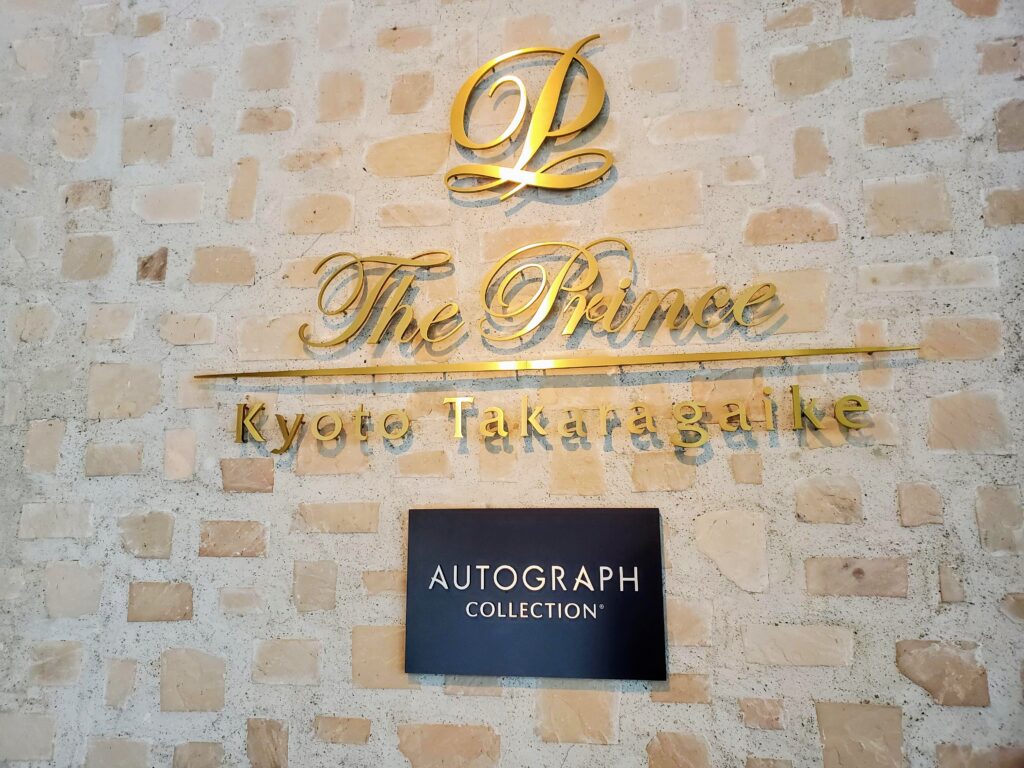 P
The Prince
Kyoto Takaragaike
AUTOGRAPH
COLLECTION®